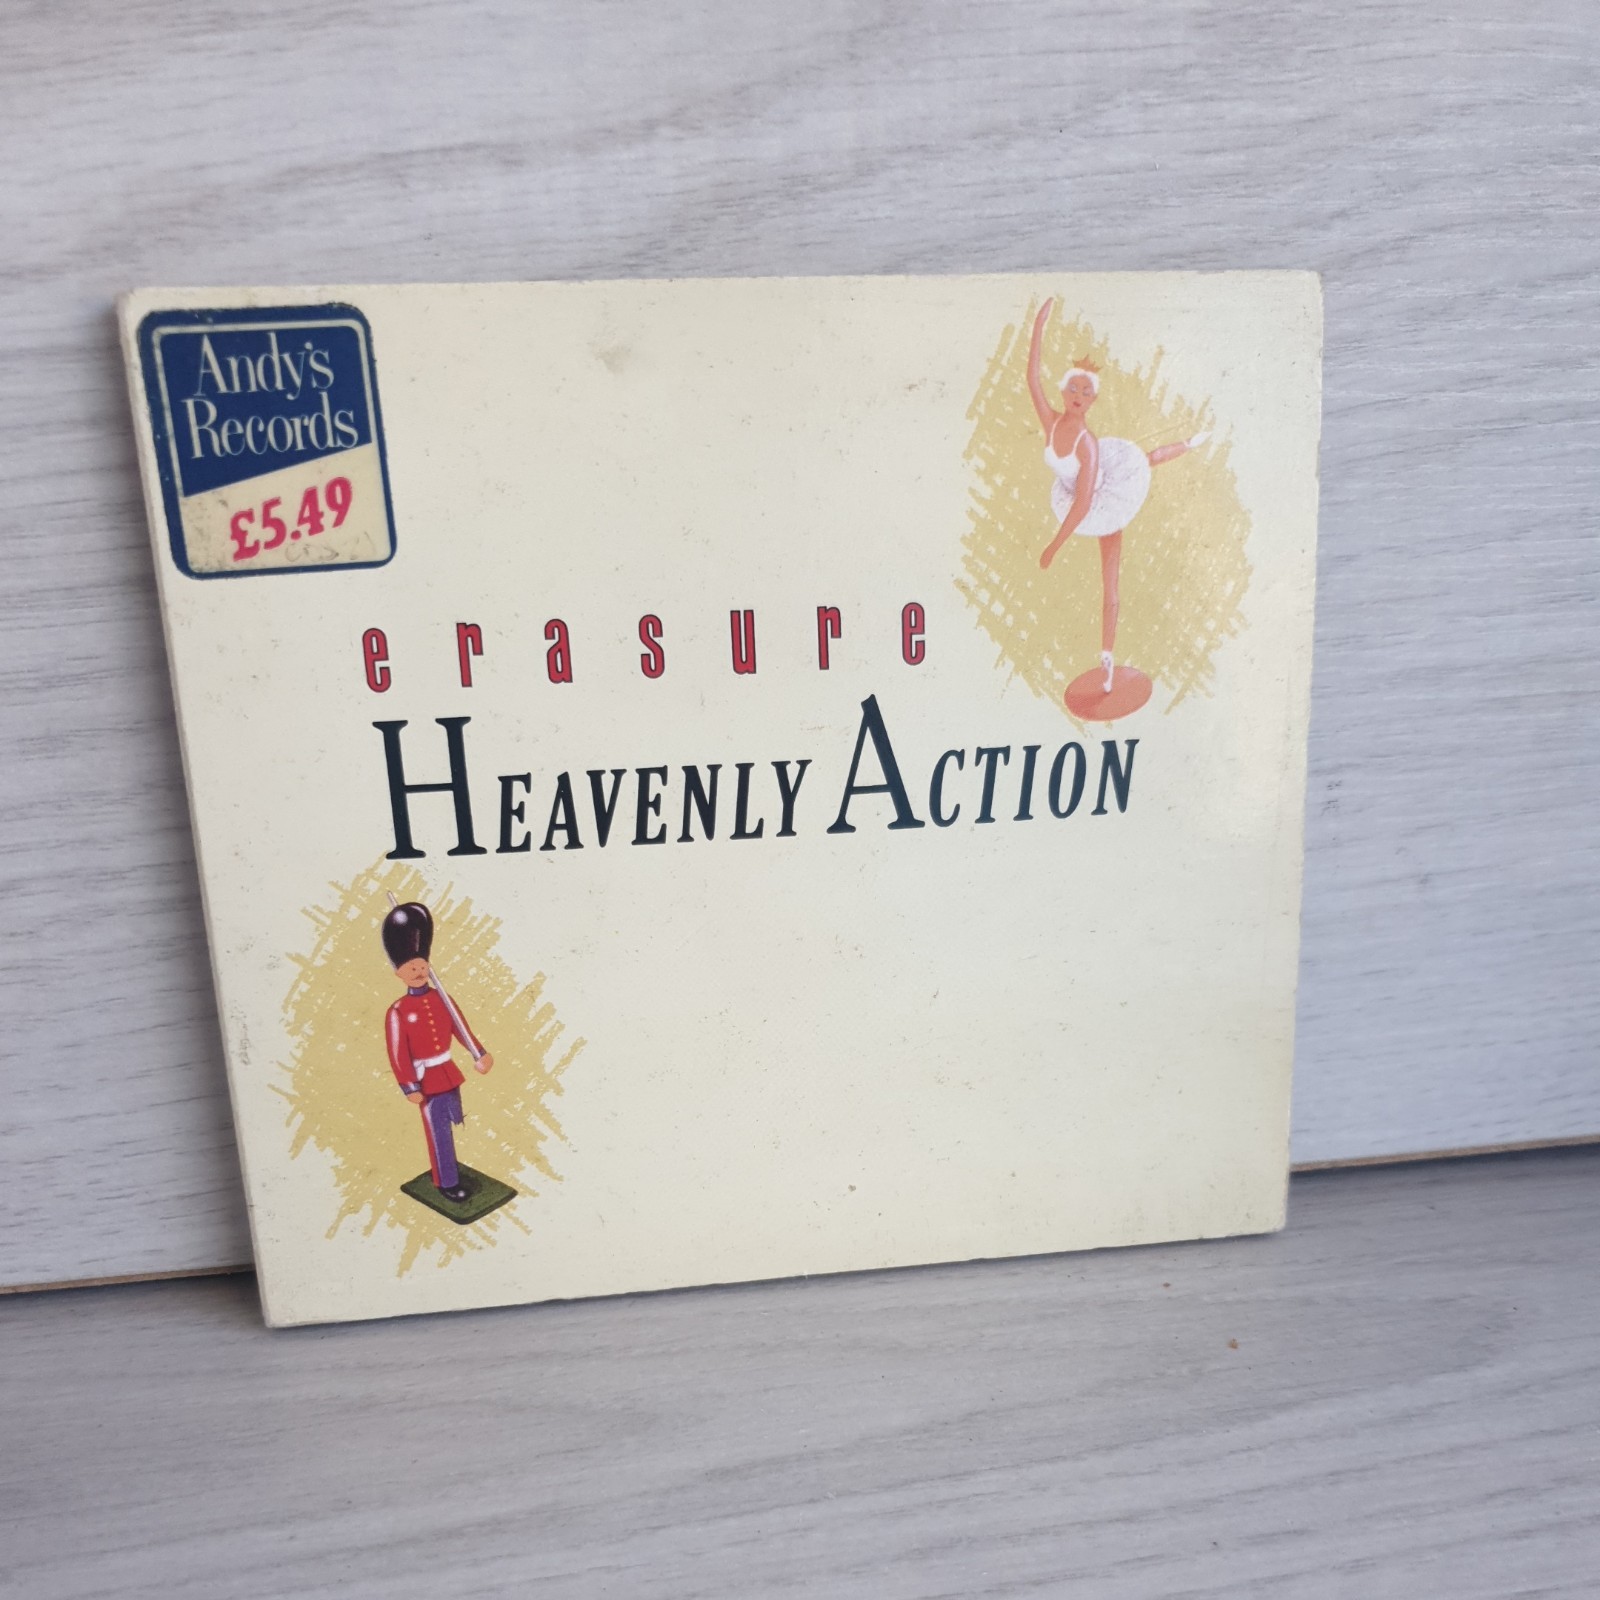 Andy's
Records
£5.49
erasure
HEAVENLY ACTION